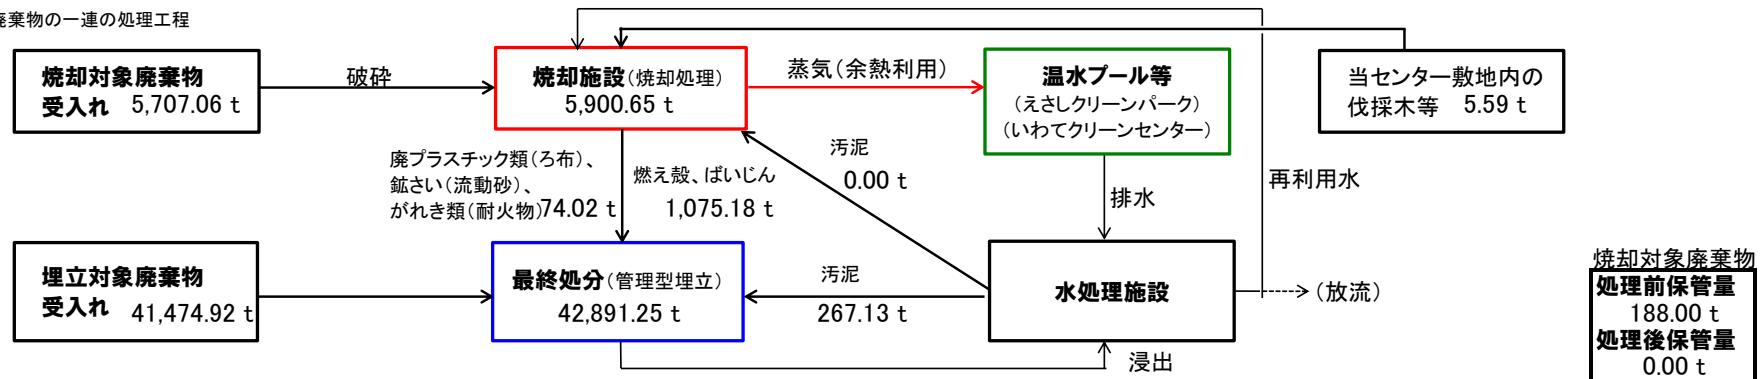 廃棄物の一連の処理工程
焼却対象廃棄物
受入れ 5,707.06 t
破砕
焼却施設(焼却処理)
5,900.65 t
蒸気(余熱利用)
温水プール等
(えさしクリーンパーク)
(いわてクリーンセンター)
当センター敷地内の
伐採木等 5.59 t
廃プラスチック類(ろ布)、
鉱さい(流動砂)、
がれき類(耐火物)74.02 t
燃え殻、ばいじん
1,075.18 t
汚泥
0.00 t
排水
再利用水
埋立対象廃棄物
受入れ 41,474.92 t
最終処分(管理型埋立)
42,891.25 t
汚泥
267.13 t
水処理施設
(放流)
浸出
焼却対象廃棄物
処理前保管量
188.00 t
処理後保管量
0.00 t